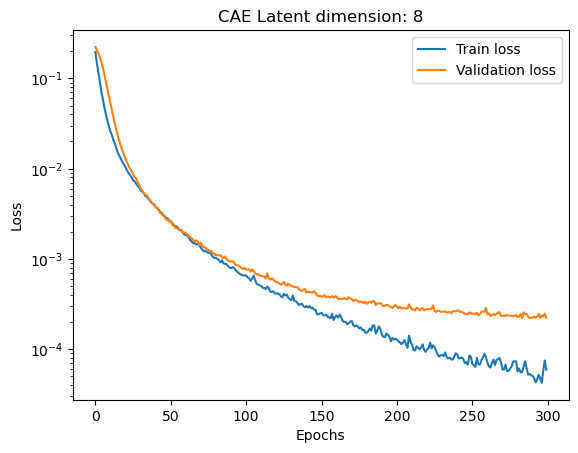 CAE Latent dimension: 8
Train loss
Validation loss
Loss
10⁻¹
10⁻²
10⁻³
10⁻⁴
0 50 100 150 200 250 300
Epochs